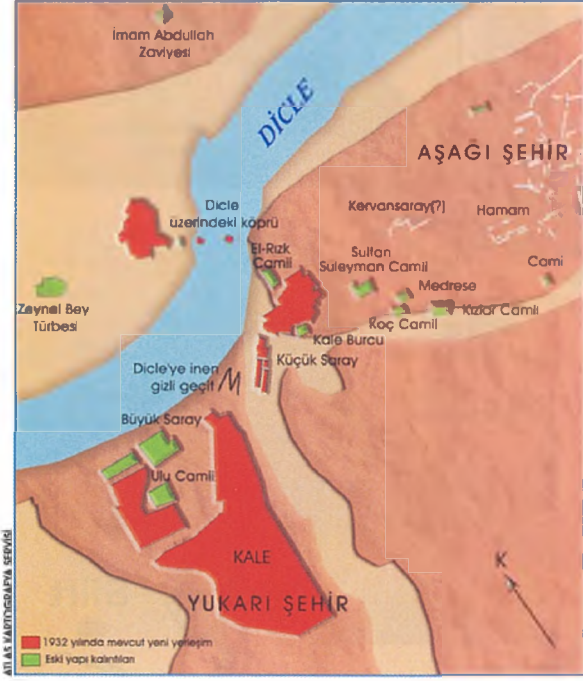 İmam Abdullah
Zaviyesi
DİCLE
AŞAĞI ŞEHİR
Dicle
üzerindeki köprü
Kervansaray(?)
Hamam
El-Rızk
Camii
Sultan
Süleyman Camii
Cami
Medrese
Zeynel Bey
Türbesi
Koç Camii
Kızlar Camii
Kale Burcu
Küçük Saray
Dicle'ye inen
gizli geçit
Büyük Saray
Ulu Camii
KALE
YUKARI ŞEHİR
K
1932 yılında mevcut yeni yerleşim
Eski yapı kalıntıları
ATLAS KARTOGRAFYA SERVİSİ